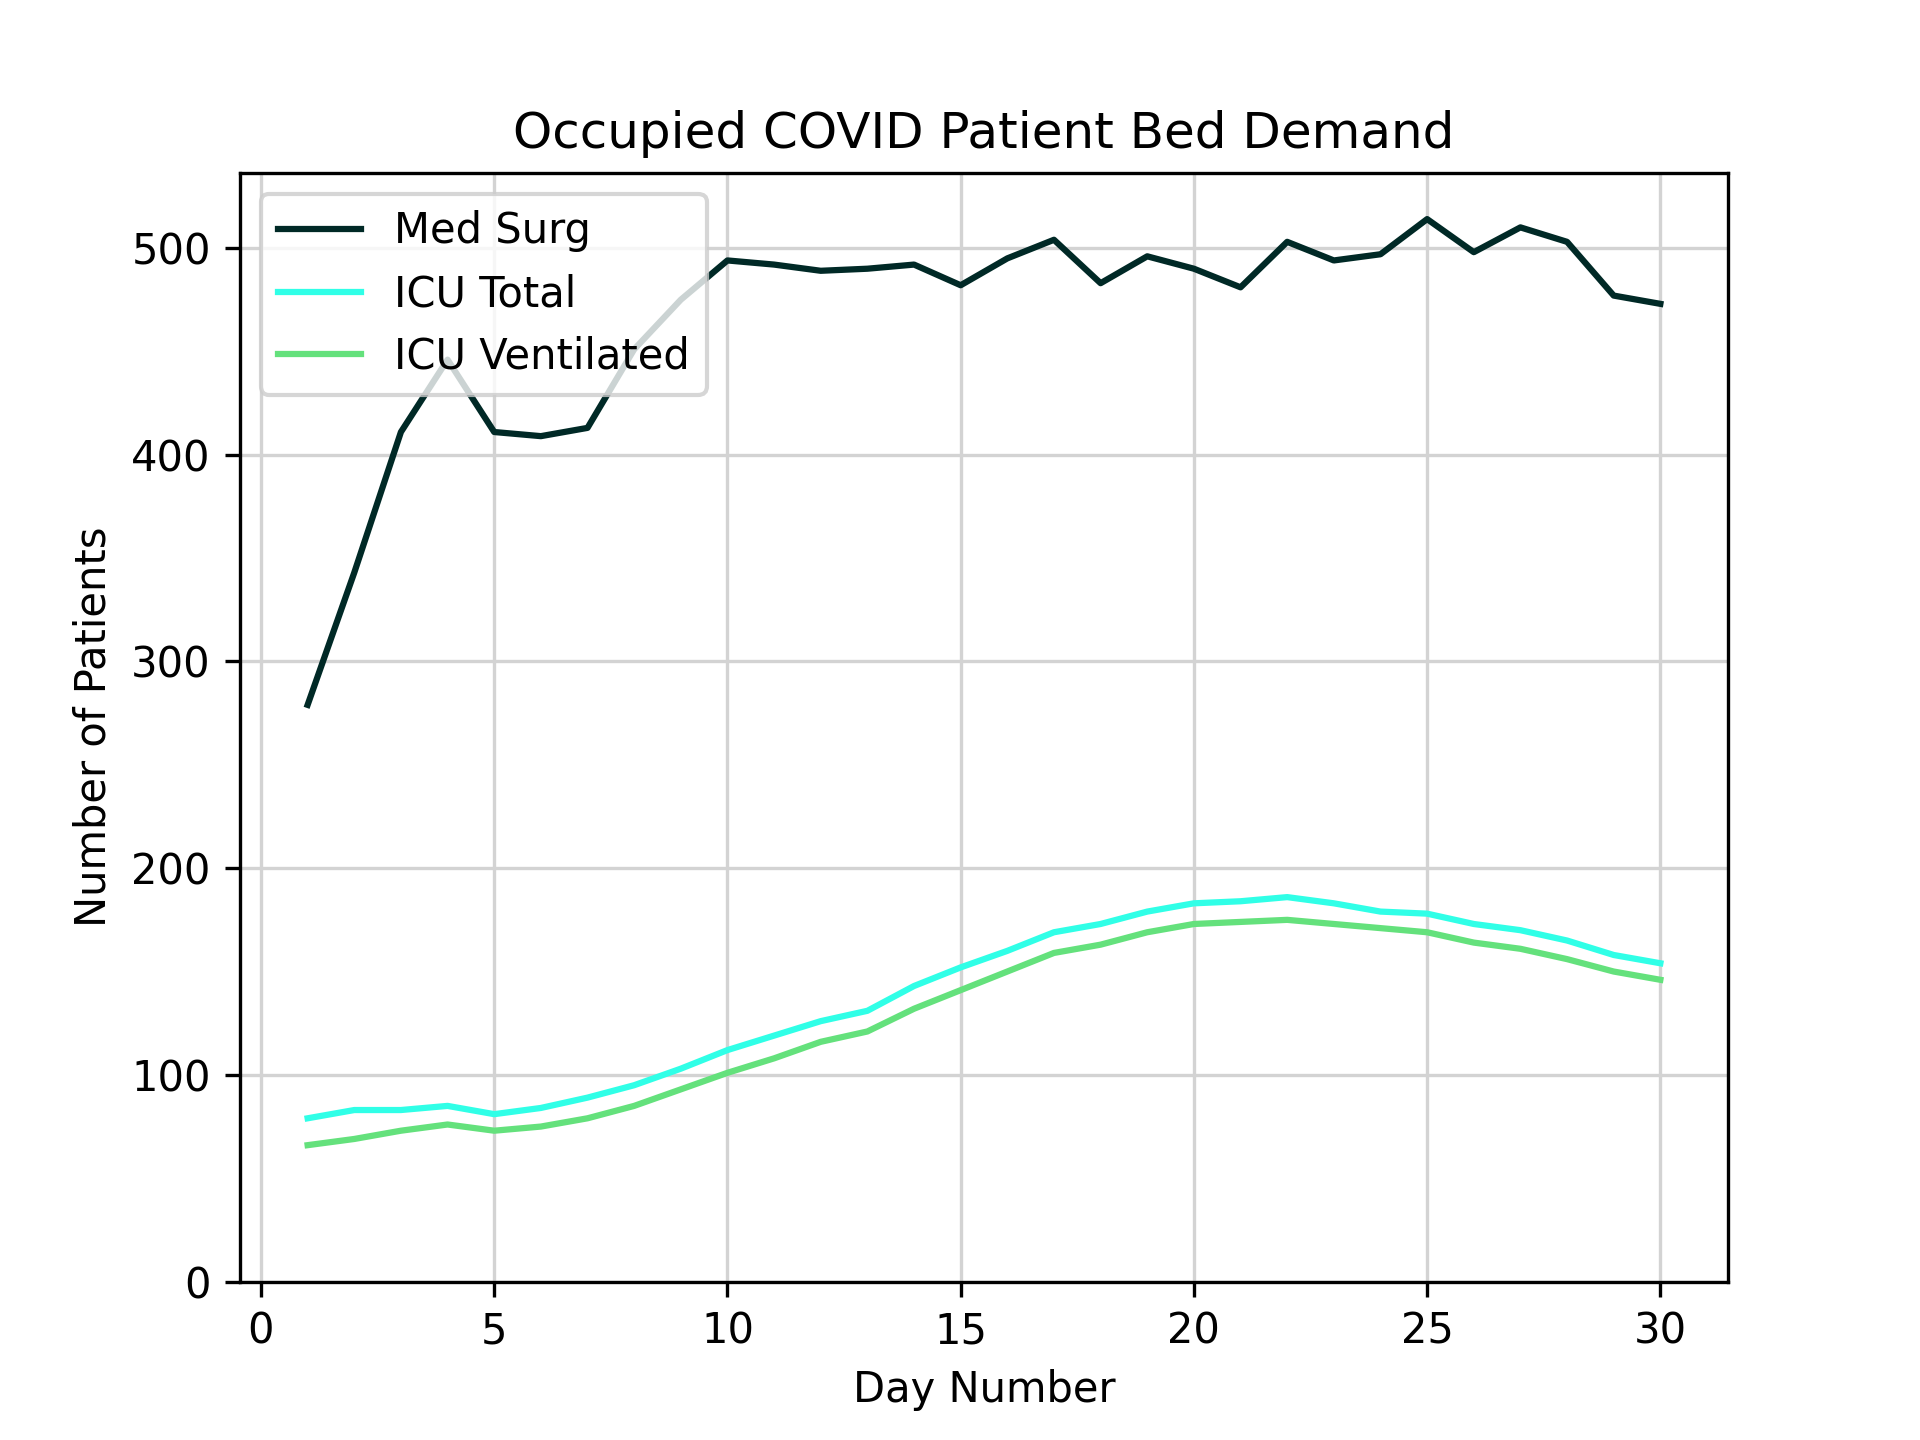 Occupied COVID Patient Bed Demand
Med Surg
ICU Total
ICU Ventilated
500
400
300
200
100
0
Number of Patients
0 5 10 15 20 25 30
Day Number